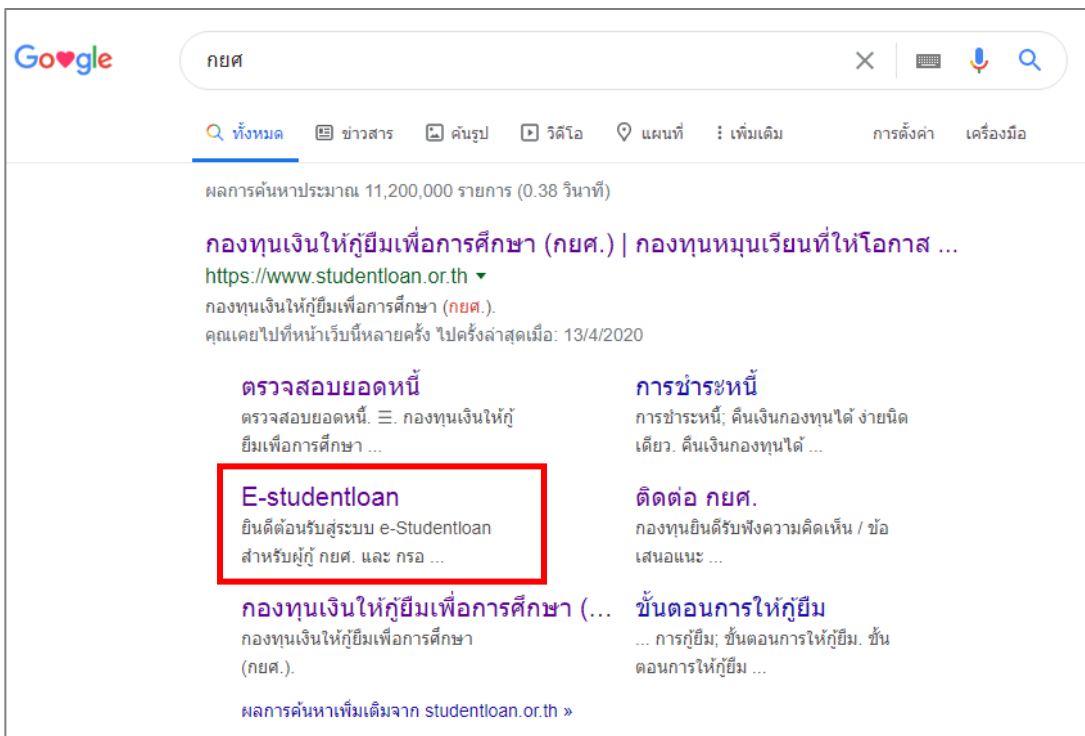 Go♥gle
กยศ
ทั้งหมด ข่าวสาร ค้นรูป วิดีโอ แผนที่ เพิ่มเติม การตั้งค่า เครื่องมือ
ผลการค้นหาประมาณ 11,200,000 รายการ (0.38 วินาที)
กองทุนเงินให้กู้ยืมเพื่อการศึกษา (กยศ.) | กองทุนหมุนเวียนที่ให้โอกาส ...
https://www.studentloan.or.th
กองทุนเงินให้กู้ยืมเพื่อการศึกษา (กยศ.).
คุณเคยไปที่หน้าเว็บนี้หลายครั้ง ไปครั้งล่าสุดเมื่อ: 13/4/2020
ตรวจสอบยอดหนี้
ตรวจสอบยอดหนี้. ☰. กองทุนเงินให้กู้
ยืมเพื่อการศึกษา ...
การชำระหนี้
การชำระหนี้; คืนเงินกองทุนได้ ง่ายนิด
เดียว. คืนเงินกองทุนได้ ...
E-studentloan
ยินดีต้อนรับสู่ระบบ e-Studentloan
สำหรับผู้กู้ กยศ. และ กรอ ...
ติดต่อ กยศ.
กองทุนยินดีรับฟังความคิดเห็น / ข้อ
เสนอแนะ ...
กองทุนเงินให้กู้ยืมเพื่อการศึกษา (...
กองทุนเงินให้กู้ยืมเพื่อการศึกษา
(กยศ.).
ขั้นตอนการให้กู้ยืม
... การกู้ยืม; ขั้นตอนการให้กู้ยืม. ขั้น
ตอนการให้กู้ยืม ...
ผลการค้นหาเพิ่มเติมจาก studentloan.or.th »